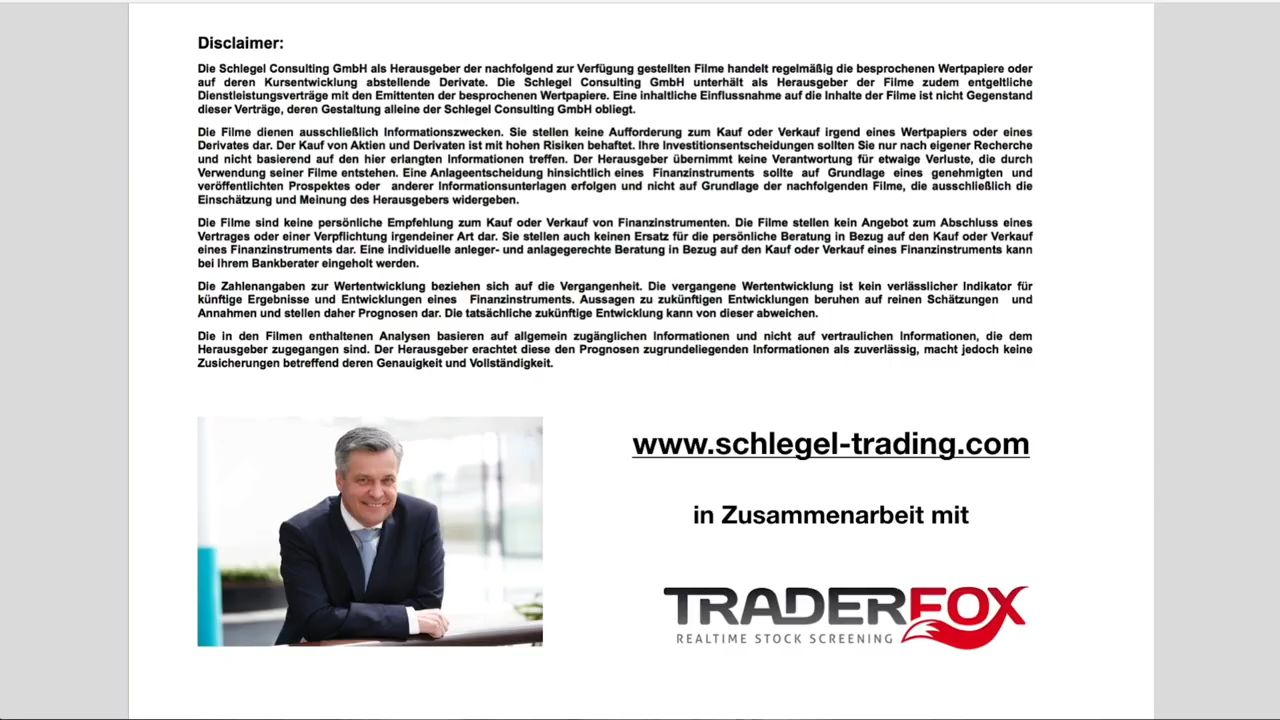 Disclaimer:
Die Schlegel Consulting GmbH als Herausgeber der nachfolgend zur Verfügung gestellten Filme handelt regelmäßig die besprochenen Wertpapiere oder
auf deren Kursentwicklung abstellende Derivate. Die Schlegel Consulting GmbH unterhält als Herausgeber der Filme zudem entgeltliche
Dienstleistungsverträge mit den Emittenten der besprochenen Wertpapiere. Eine inhaltliche Einflussnahme auf die Inhalte der Filme ist nicht Gegenstand
dieser Verträge, deren Gestaltung alleine der Schlegel Consulting GmbH obliegt.
Die Filme dienen ausschließlich Informationszwecken. Sie stellen keine Aufforderung zum Kauf oder Verkauf irgend eines Wertpapiers oder eines
Derivates dar. Der Kauf von Aktien und Derivaten ist mit hohen Risiken behaftet. Ihre Investitionsentscheidungen sollten Sie nur nach eigener Recherche
und nicht basierend auf den hier erlangten Informationen treffen. Der Herausgeber übernimmt keine Verantwortung für etwaige Verluste, die durch
Verwendung seiner Filme entstehen. Eine Anlageentscheidung hinsichtlich eines Finanzinstruments sollte auf Grundlage eines genehmigten und
veröffentlichten Prospektes oder anderer Informationsunterlagen erfolgen und nicht auf Grundlage der nachfolgenden Filme, die ausschließlich die
Einschätzung und Meinung des Herausgebers widergeben.
Die Filme sind keine persönliche Empfehlung zum Kauf oder Verkauf von Finanzinstrumenten. Die Filme stellen kein Angebot zum Abschluss eines
Vertrages oder einer Verpflichtung irgendeiner Art dar. Sie stellen auch keinen Ersatz für die persönliche Beratung in Bezug auf den Kauf oder Verkauf
eines Finanzinstruments dar. Eine individuelle anleger- und anlagegerechte Beratung in Bezug auf den Kauf oder Verkauf eines Finanzinstruments kann
bei Ihrem Bankberater eingeholt werden.
Die Zahlenangaben zur Wertentwicklung beziehen sich auf die Vergangenheit. Die vergangene Wertentwicklung ist kein verlässlicher Indikator für
künftige Ergebnisse und Entwicklungen eines Finanzinstruments. Aussagen zu zukünftigen Entwicklungen beruhen auf reinen Schätzungen und
Annahmen und stellen daher Prognosen dar. Die tatsächliche zukünftige Entwicklung kann von dieser abweichen.
Die in den Filmen enthaltenen Analysen basieren auf allgemein zugänglichen Informationen und nicht auf vertraulichen Informationen, die dem
Herausgeber zugegangen sind. Der Herausgeber erachtet diese den Prognosen zugrundeliegenden Informationen als zuverlässig, macht jedoch keine
Zusicherungen betreffend deren Genauigkeit und Vollständigkeit.
www.schlegel-trading.com
in Zusammenarbeit mit
TRADERFOX
REALTIME STOCK SCREENING